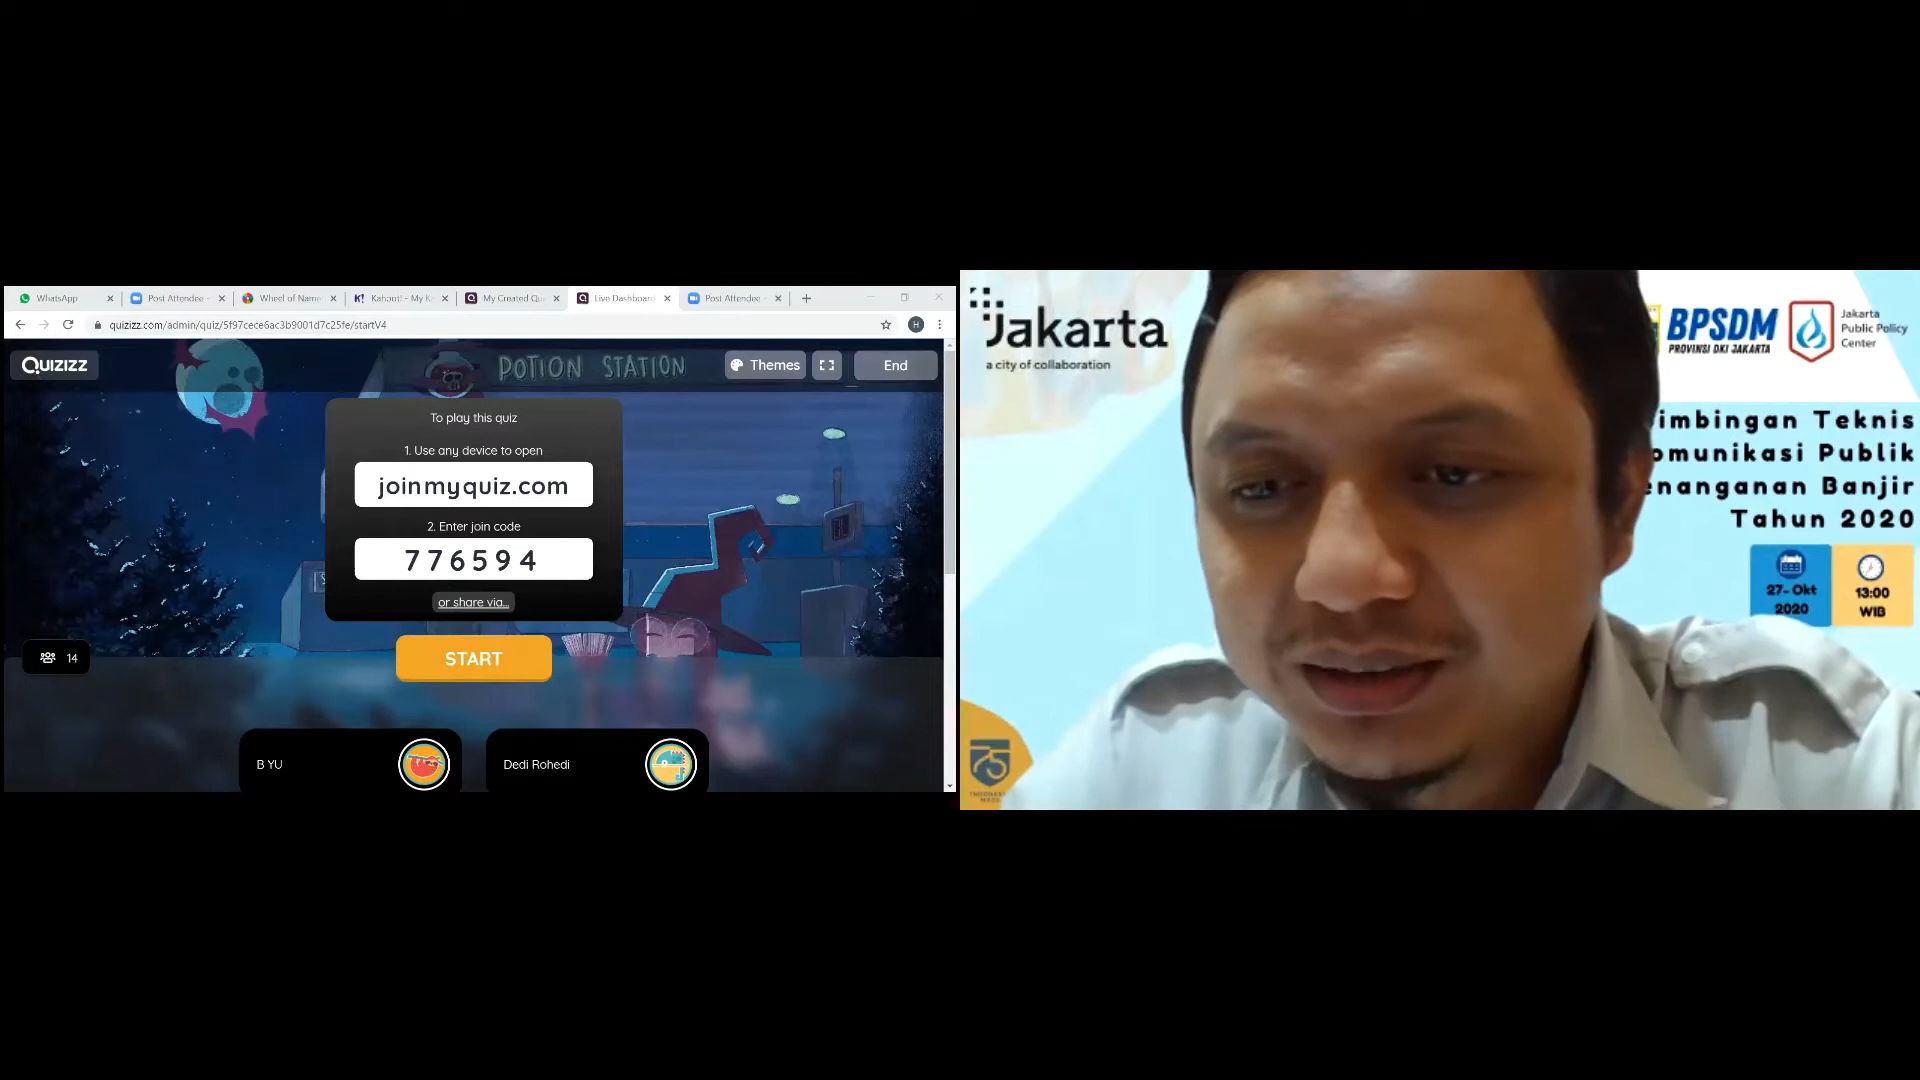 WhatsApp
Post Attendee -
Wheel of Name
Kahoot! - My K
My Created Qu
Live Dashboard
Post Attendee -
quizizz.com/admin/quiz/5f97cece6ac3b9001d7c25fe/startV4
H
Quizizz
POTION STATION
Themes
End
To play this quiz
1. Use any device to open
joinmyquiz.com
2. Enter join code
776594
or share via...
14
START
B YU
Dedi Rohedi
Jakarta
a city of collaboration
BPSDM
PROVINSI DKI JAKARTA
Jakarta
Public Policy
Center
imbingan Teknis
omunikasi Publik
enanganan Banjir
Tahun 2020
27- Okt
2020
13:00
WIB
75